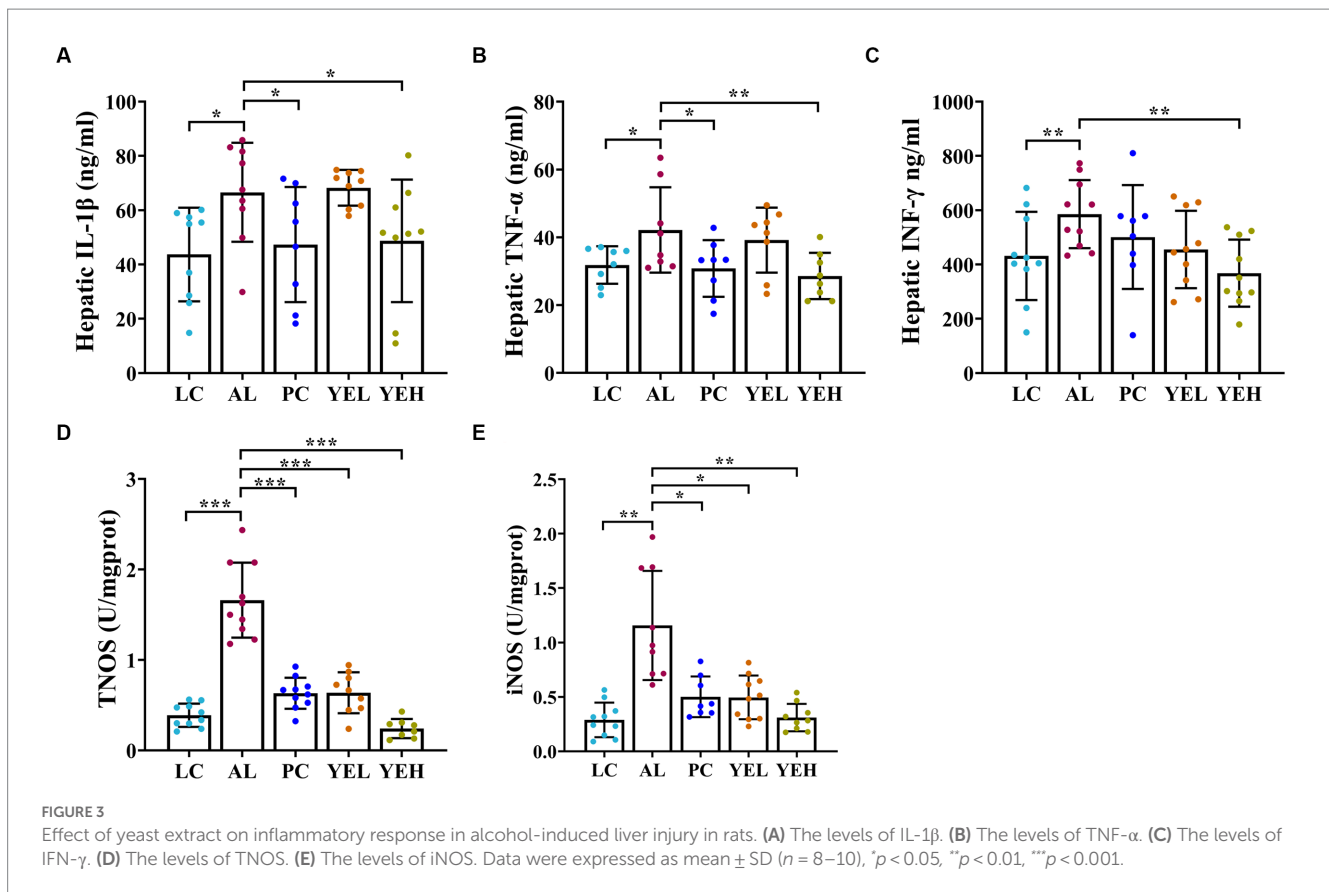 A
Hepatic IL-1β (ng/ml)
100
80
60
40
20
0
*
*
*
LC AL PC YEL YEH
B
Hepatic TNF-α (ng/ml)
80
60
40
20
0
**
*
*
LC AL PC YEL YEH
C
Hepatic INF-γ ng/ml
1000
800
600
400
200
0
**
**
LC AL PC YEL YEH
D
TNOS (U/mgprot)
3
2
1
0
***
***
***
***
LC AL PC YEL YEH
E
iNOS (U/mgprot)
2.5
2.0
1.5
1.0
0.5
0.0
**
*
*
**
LC AL PC YEL YEH
FIGURE 3
Effect of yeast extract on inflammatory response in alcohol-induced liver injury in rats. (A) The levels of IL-1β. (B) The levels of TNF-α. (C) The levels of
IFN-γ. (D) The levels of TNOS. (E) The levels of iNOS. Data were expressed as mean ± SD (n = 8–10), *p < 0.05, **p < 0.01, ***p < 0.001.